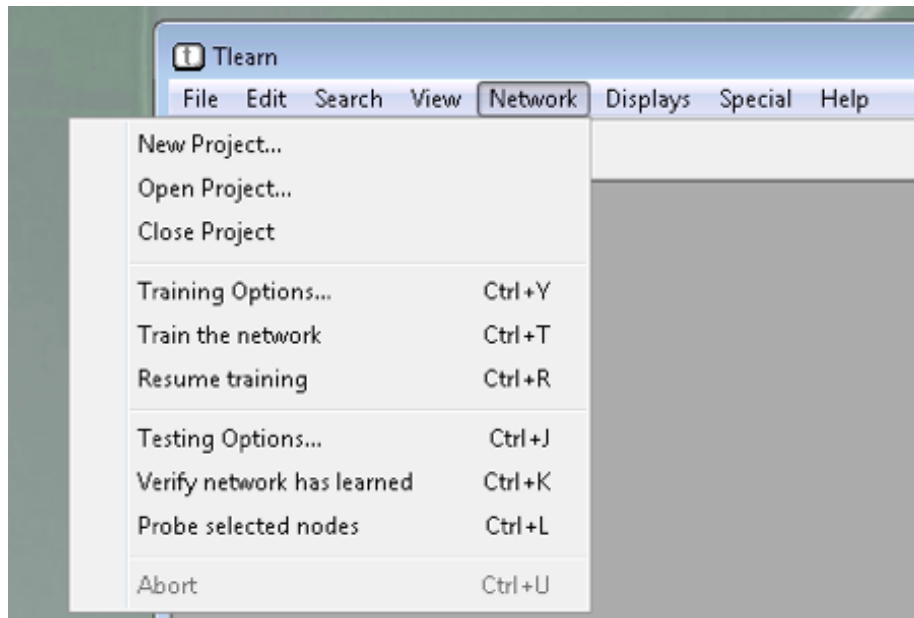 Tlearn
File Edit Search View Network Displays Special Help
New Project...
Open Project...
Close Project
Training Options... Ctrl+Y
Train the network Ctrl+T
Resume training Ctrl+R
Testing Options... Ctrl+J
Verify network has learned Ctrl+K
Probe selected nodes Ctrl+L
Abort Ctrl+U